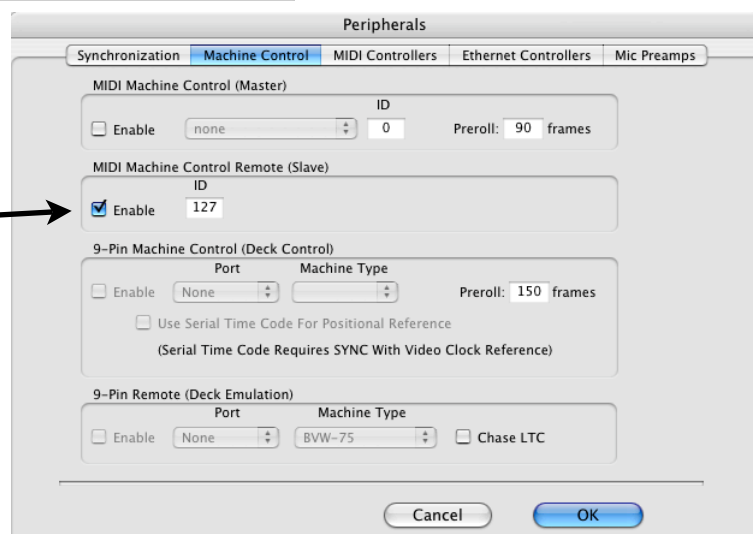 Peripherals
Synchronization Machine Control MIDI Controllers Ethernet Controllers Mic Preamps
MIDI Machine Control (Master)
ID
Enable none 0 Preroll: 90 frames
MIDI Machine Control Remote (Slave)
ID
Enable 127
9-Pin Machine Control (Deck Control)
Port Machine Type
Enable None Preroll: 150 frames
Use Serial Time Code For Positional Reference
(Serial Time Code Requires SYNC With Video Clock Reference)
9-Pin Remote (Deck Emulation)
Port Machine Type
Enable None BVW-75 Chase LTC
Cancel OK